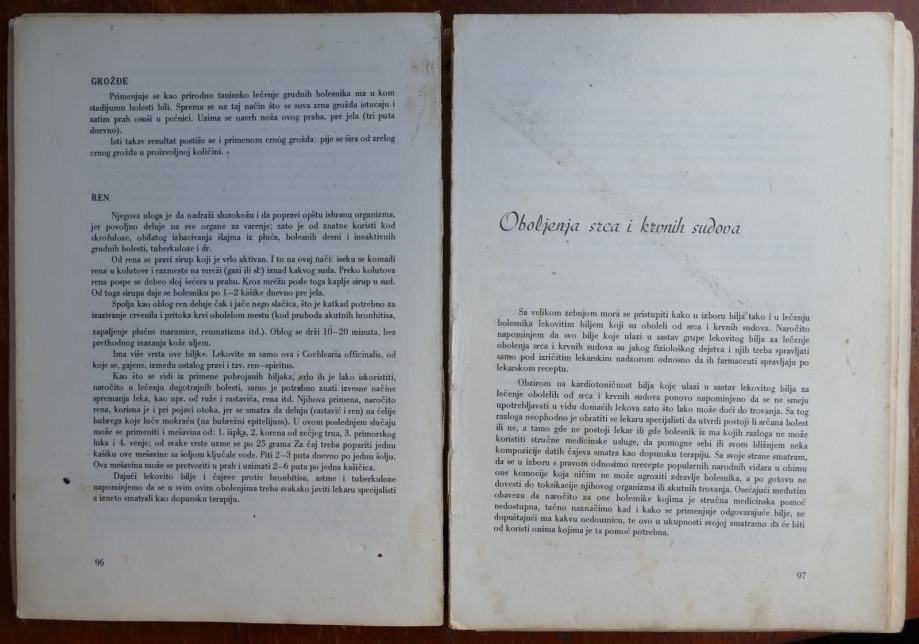 GROŽĐE
Primenjuje se kao prirodno taninsko lečenje grudnih bolesnika ma u kom
stadijumu bolesti bili. Sprema se na taj način što se suva zrna grožđa istucaju i
zatim prah osuši u pećnici. Uzima se navrh noža ovog praha, pre jela (tri puta
dnevno).
Isti takav rezultat postiže se i primenom crnog grožđa: pije se šira od zrelog
crnog grožđa u proizvoljnoj količini.
REN
Njegova uloga je da nadraži sluzokožu i da popravi opštu ishranu organizma,
jer povoljno deluje na sve organe za varenje; zato je od znatne koristi kod
skrofuloze, obilatog izbacivanja šlajma iz pluća, bolesnih desni i ineaktivnih
grudnih bolesti, tuberkuloze i dr.
Od rena se pravi sirup koji je vrlo aktivan. I to na ovaj nači: iseku se komadi
rena u kolutove i razmeste na mreži (gazi ili sl:) iznad kakvog suda. Preko kolutova
rena pospe se debeo sloj šećera u prahu. Kroz mrežu posle toga kaplje sirup u sud.
Od toga sirupa daje se bolesniku po 1—2 kašike dnevno pre jela.
Spolja kao oblog ren deluje čak i jače nego slačica, što je katkad potrebno za
izazivanje crvenila i pritoka krvi obolelom mestu (kod proboda akutnih bronhitisa,
zapaljenje plućne maramice, reumatizma itd.). Oblog se drži 10—20 minuta, bez
prethodnog mazanja kože uljem.
Ima više vrsta ove biljke. Lekovite su samo ova i Cochlearia officinalis, od
koje se, gajene, između ostalog pravi i tzv. ren—spiritus.
Kao što se vidi iz primene pobrojanih biljaka, vrlo ih je lako iskoristiti,
naročito u lečenju dugotrajnih bolesti, samo je potrebno znati izvesne načine
spremanja leka, kao npr. od ruže i rastavića, rena itd. Njihova primena, naročito
rena, korisna je i pri pojavi otoka, jer se smatra da deluju (rastavić i ren) na ćelije
bubrega koje luče mokraću (na bubrežni epitelijum). U ovom poslednjem slučaju
može se primeniti i mešavina od: 1. šipka, 2. korena od zečjeg trna, 3. primorskog
luka i 4. venje; od svake vrste uzme se po 25 grama Za čaj treba popariti jednu
kašiku ove mešavine sa šoljom ključale vode. Piti 2—3 puta dnevno po jednu šolju.
Ova mešavina može se pretvoriti u prah i uzimati 2—6 puta po jedna kašičica.
Dajući lekovito bilje i čajeve protiv bronhitisa, astme i tuberkuloze
napominjemo da se u svim ovim obolenjima treba svakako javiti lekaru specijalisti
a izneto smatrali kao dopunsku terapiju.
96
Oboljenja srca i krvnih sudova
Sa velikom zebnjom mora se pristupiti kako u izboru bilja tako i u lečenju
bolesnika lekovitim biljem koji su oboleli od srca i krvnih sudova. Naročito
napominjem da svo bilje koje ulazi u sastav grupe lekovitog bilja za lečenje
obolenja srca i krvnih sudova su jakog fiziološkog dejstva i njih treba spravljati
samo pod izričitim lekarskim nadzorom odnosno da ih farmaceuti spravljaju po
lekarskom receptu.
Obzirom na kardiotoničnost bilja koje ulazi u sastav lekovitog bilja za
lečenje obolelih od srca i krvnih sudova ponovo napominjemo da se ne smeju
upotrebljavati u vidu domaćih lekova zato što lako može doći do trovanja. Sa tog
razloga neophodno je obratiti se lekaru specijalisti da utvrdi postoji li srčana bolest
ili ne, a tamo gde ne postoji lekar ili gde bolesnik iz ma kojih razloga ne može
koristiti stručne medicinske usluge, da pomogne sebi ili svom bližnjem neka
kompozicije datih čajeva smatra kao dopunsku terapiju. Sa svoje strane smatram,
da se u izboru s pravom odnosimo nrecepte popularnih narodnih vidara u obimu
one komocije koja ničim ne može ugroziti zdravlje bolesnika, a po gotovu ne
dovesti do toksikacije njihovog organizma ili akutnih trovanja. Osećajući međutim
obavezu da naročito za one bolesnike kojima je stručna medicinska pomoć
nedostupna, tačno naznačimo kad i kako se primenjuje odgovarajuće bilje, ne
dopuštajući ma kakvu nedoumicu, te ovo u ukupnosti svojoj smatramo da će biti
od koristi onima kojima je ta pomoć potrebna.
97